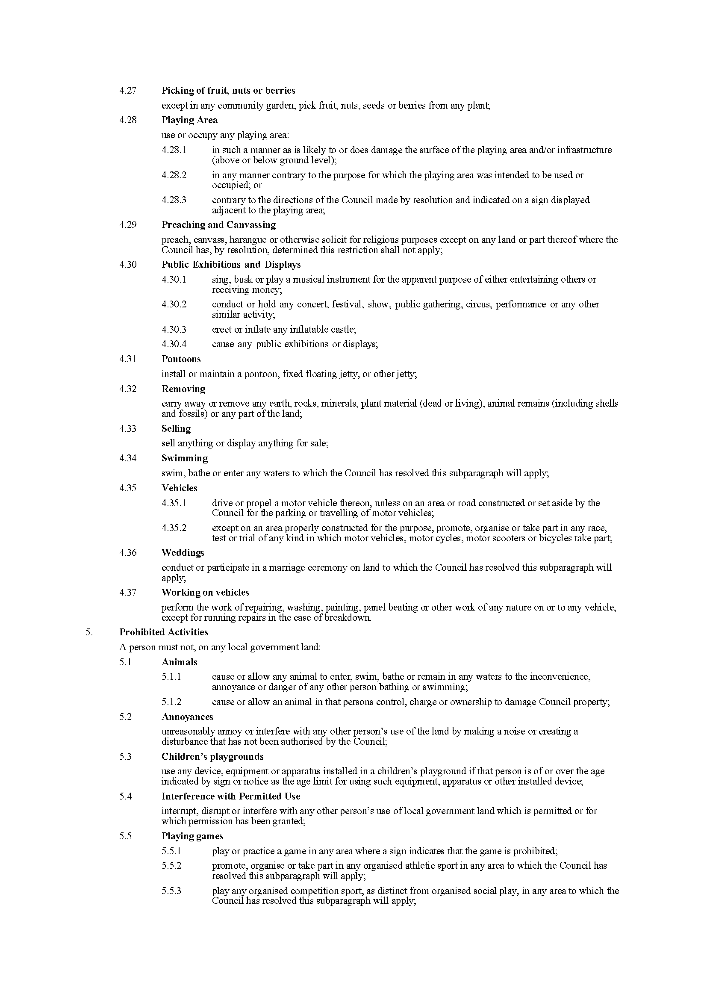 4.27 Picking of fruit, nuts or berries
except in any community garden, pick fruit, nuts, seeds or berries from any plant;
4.28 Playing Area
use or occupy any playing area:
4.28.1 in such a manner as is likely to or does damage the surface of the playing area and/or infrastructure
(above or below ground level);
4.28.2 in any manner contrary to the purpose for which the playing area was intended to be used or
occupied; or
4.28.3 contrary to the directions of the Council made by resolution and indicated on a sign displayed
adjacent to the playing area;
4.29 Preaching and Canvassing
preach, canvass, harangue or otherwise solicit for religious purposes except on any land or part thereof where the
Council has, by resolution, determined this restriction shall not apply;
4.30 Public Exhibitions and Displays
4.30.1 sing, busk or play a musical instrument for the apparent purpose of either entertaining others or
receiving money;
4.30.2 conduct or hold any concert, festival, show, public gathering, circus, performance or any other
similar activity;
4.30.3 erect or inflate any inflatable castle;
4.30.4 cause any public exhibitions or displays;
4.31 Pontoons
install or maintain a pontoon, fixed floating jetty, or other jetty;
4.32 Removing
carry away or remove any earth, rocks, minerals, plant material (dead or living), animal remains (including shells
and fossils) or any part of the land;
4.33 Selling
sell anything or display anything for sale;
4.34 Swimming
swim, bathe or enter any waters to which the Council has resolved this subparagraph will apply;
4.35 Vehicles
4.35.1 drive or propel a motor vehicle thereon, unless on an area or road constructed or set aside by the
Council for the parking or travelling of motor vehicles;
4.35.2 except on an area properly constructed for the purpose, promote, organise or take part in any race,
test or trial of any kind in which motor vehicles, motor cycles, motor scooters or bicycles take part;
4.36 Weddings
conduct or participate in a marriage ceremony on land to which the Council has resolved this subparagraph will
apply;
4.37 Working on vehicles
perform the work of repairing, washing, painting, panel beating or other work of any nature on or to any vehicle,
except for running repairs in the case of breakdown.
5. Prohibited Activities
A person must not, on any local government land:
5.1 Animals
5.1.1 cause or allow any animal to enter, swim, bathe or remain in any waters to the inconvenience,
annoyance or danger of any other person bathing or swimming;
5.1.2 cause or allow an animal in that persons control, charge or ownership to damage Council property;
5.2 Annoyances
unreasonably annoy or interfere with any other person’s use of the land by making a noise or creating a
disturbance that has not been authorised by the Council;
5.3 Children’s playgrounds
use any device, equipment or apparatus installed in a children’s playground if that person is of or over the age
indicated by sign or notice as the age limit for using such equipment, apparatus or other installed device;
5.4 Interference with Permitted Use
interrupt, disrupt or interfere with any other person’s use of local government land which is permitted or for
which permission has been granted;
5.5 Playing games
5.5.1 play or practice a game in any area where a sign indicates that the game is prohibited;
5.5.2 promote, organise or take part in any organised athletic sport in any area to which the Council has
resolved this subparagraph will apply;
5.5.3 play any organised competition sport, as distinct from organised social play, in any area to which the
Council has resolved this subparagraph will apply;